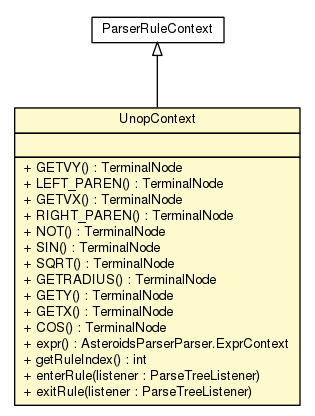 ParserRuleContext
UnopContext
+ GETVY() : TerminalNode
+ LEFT_PAREN() : TerminalNode
+ GETVX() : TerminalNode
+ RIGHT_PAREN() : TerminalNode
+ NOT() : TerminalNode
+ SIN() : TerminalNode
+ SQRT() : TerminalNode
+ GETRADIUS() : TerminalNode
+ GETY() : TerminalNode
+ GETX() : TerminalNode
+ COS() : TerminalNode
+ expr() : AsteroidsParserParser.ExprContext
+ getRuleIndex() : int
+ enterRule(listener : ParseTreeListener)
+ exitRule(listener : ParseTreeListener)